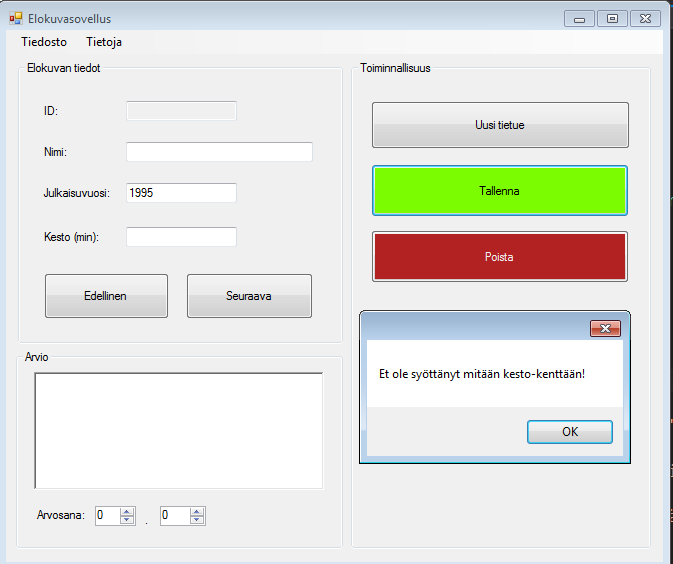 Elokuvasovellus
Tiedosto Tietoja
Elokuvan tiedot
ID:
Nimi:
Julkaisuvuosi: 1995
Kesto (min):
Edellinen Seuraava
Arvio
Arvosana: 0 . 0
Toiminnallisuus
Uusi tietue
Tallenna
Poista
Et ole syöttänyt mitään kesto-kenttään!
OK